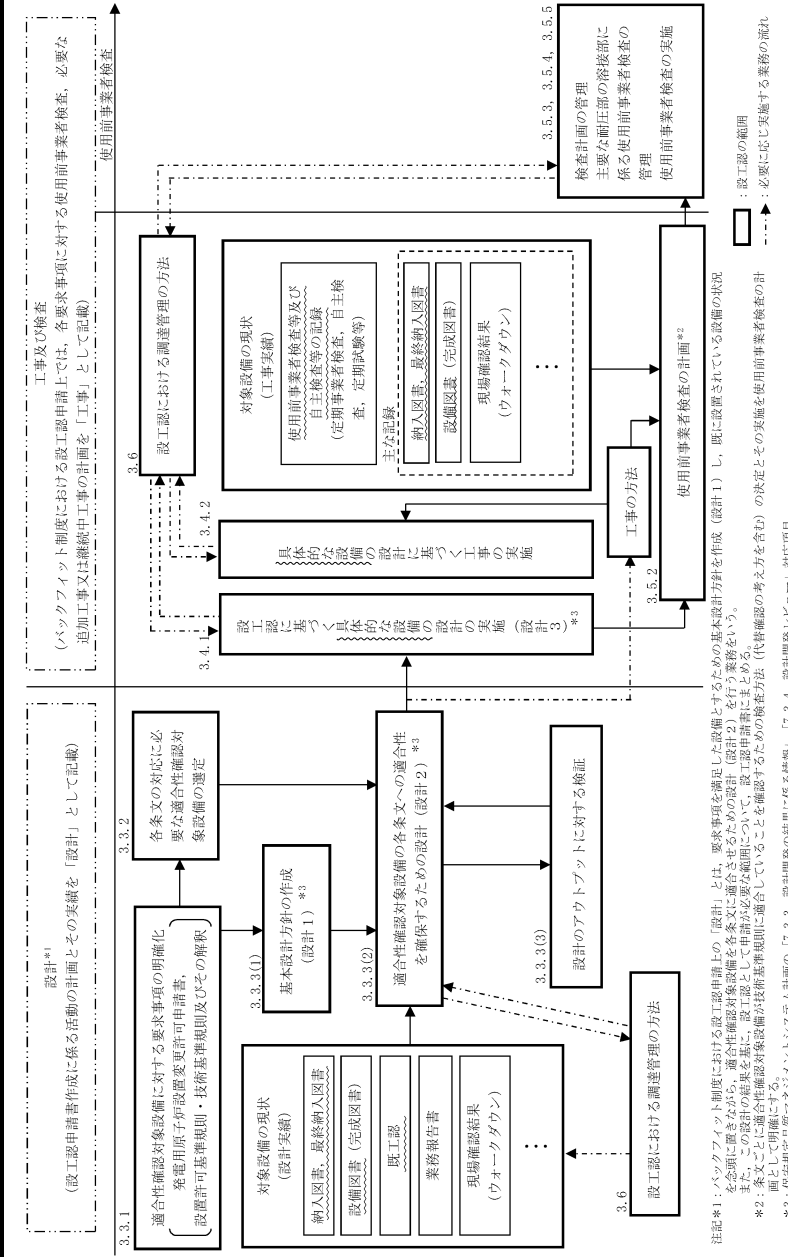 設計*1
(設工認申請書作成に係る活動の計画とその実績を「設計」として記載)
工事及び検査
(バックフィット制度における設工認申請上では、各要求事項に対する使用前事業者検査, 必要な
追加工事又は継続中工事の計画を「工事」として記載)
使用前事業者検査
3.3.1
適合性確認対象設備に対する要求事項の明確化
発電用原子炉設置変更許可申請書,
設置許可基準規則・技術基準規則及びその解釈
3.3.2
各条文の対応に必
要な適合性確認対
象設備の選定
3.3.3(1)
基本設計方針の作成
(設計1)*3
3.3.3(2)
適合性確認対象設備の各条文への適合性
を確保するための設計(設計2)*3
3.3.3(3)
設計のアウトプットに対する検証
対象設備の現状
(設計実績)
納入図書, 最終納入図書
設備図書(完成図書)
既工認
業務報告書
現場確認結果
(ウォークダウン)
…
3.6
設工認における調達管理の方法
3.4.1
設工認に基づく具体的な設備の設計の実施(設計3)*3
3.4.2
具体的な設備の設計に基づく工事の実施
3.6
設工認における調達管理の方法
対象設備の現状
(工事実績)
使用前事業者検査等及び
自主検査等の記録
(定期事業者検査, 自主検
査, 定期試験等)
主な記録
納入図書, 最終納入図書
設備図書(完成図書)
現場確認結果
(ウォークダウン)
…
工事の方法
3.5.2
使用前事業者検査の計画*2
3.5.3, 3.5.4, 3.5.5
検査計画の管理
主要な耐圧部の溶接部に
係る使用前事業者検査の
管理
使用前事業者検査の実施
:設工認の範囲
:必要に応じ実施する業務の流れ
注記*1:バックフィット制度における設工認申請上の「設計」とは, 要求事項を満足した設備とするための基本設計方針を作成(設計1)し, 既に設置されている設備の状況
を念頭に置きながら, 適合性確認対象設備を各条文に適合させるための設計(設計2)を行う業務をいう。
また, この設計の結果を基に, 設工認として申請が必要な範囲について, 設工認申請書にまとめる。
*2:条文ごとに適合性確認対象設備が技術基準規則に適合していることを確認するための検査方法(代替確認の考え方を含む)の決定とその実施を使用前事業者検査の計
画として明確にする。